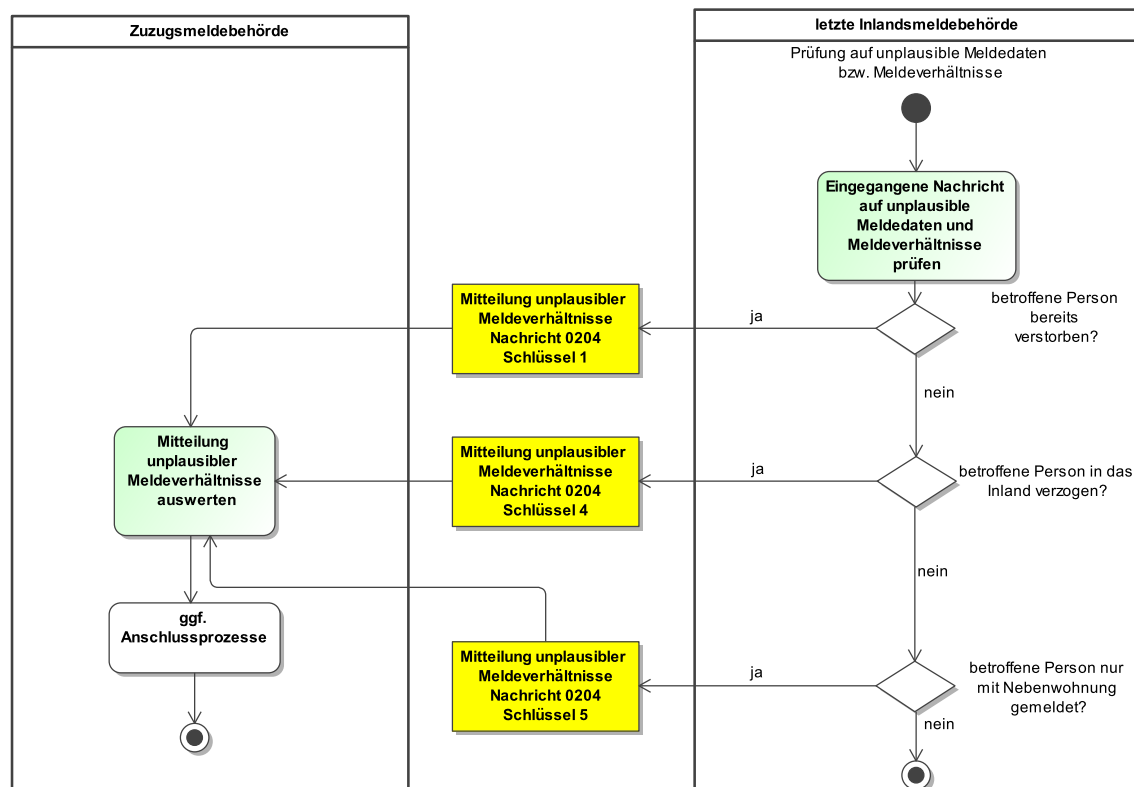 Zuzugsmeldebehörde
letzte Inlandsmeldebehörde
Prüfung auf unplausible Meldedaten
bzw. Meldeverhältnisse
Eingegangene Nachricht
auf unplausible
Meldedaten und
Meldeverhältnisse
prüfen
betroffene Person
bereits
verstorben?
ja
Mitteilung unplausibler
Meldeverhältnisse
Nachricht 0204
Schlüssel 1
nein
betroffene Person in das
Inland verzogen?
ja
Mitteilung unplausibler
Meldeverhältnisse
Nachricht 0204
Schlüssel 4
Mitteilung
unplausibler
Meldeverhältnisse
auswerten
nein
ggf.
Anschlussprozesse
betroffene Person nur
mit Nebenwohnung
gemeldet?
ja
Mitteilung unplausibler
Meldeverhältnisse
Nachricht 0204
Schlüssel 5
nein